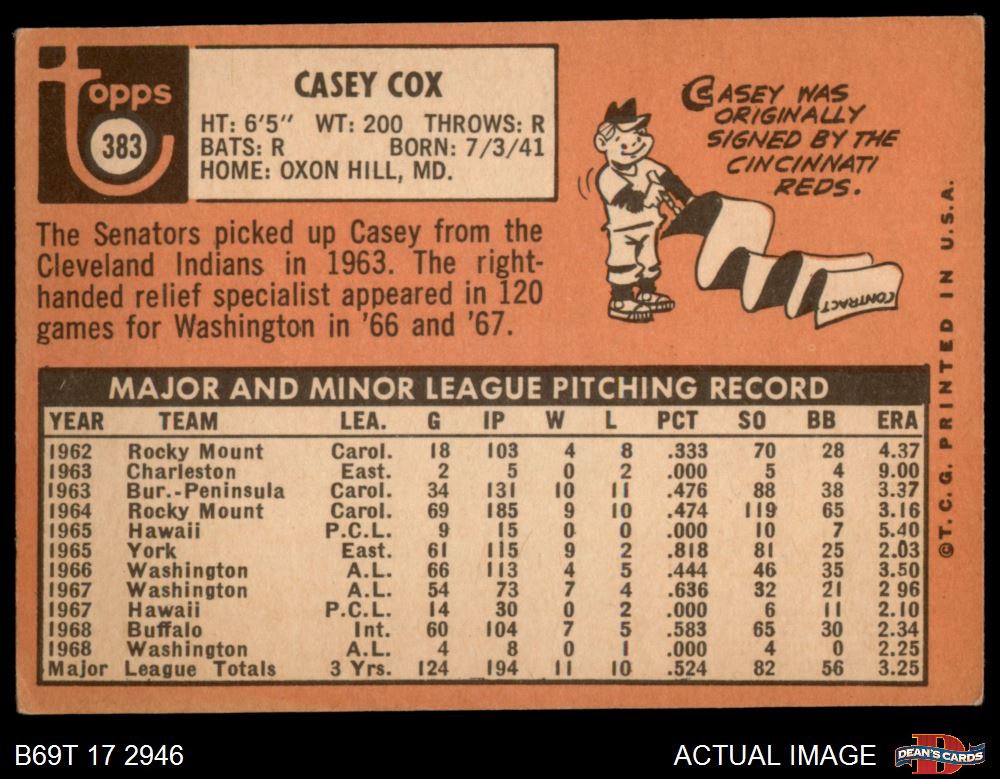 topps
383
CASEY COX
HT: 6'5" WT: 200 THROWS: R
BATS: R BORN: 7/3/41
HOME: OXON HILL, MD.
CASEY WAS
ORIGINALLY
SIGNED BY THE
CINCINNATI
REDS.
CONTRACT
The Senators picked up Casey from the
Cleveland Indians in 1963. The right-
handed relief specialist appeared in 120
games for Washington in '66 and '67.
MAJOR AND MINOR LEAGUE PITCHING RECORD
YEAR TEAM LEA. G IP W L PCT SO BB ERA
1962 Rocky Mount Carol. 18 103 4 8 .333 70 28 4.37
1963 Charleston East. 2 5 0 2 .000 5 4 9.00
1963 Bur.-Peninsula Carol. 34 131 10 11 .476 88 38 3.37
1964 Rocky Mount Carol. 69 185 9 10 .474 119 65 3.16
1965 Hawaii P.C.L. 9 15 0 0 .000 10 7 5.40
1965 York East. 61 115 9 2 .818 81 25 2.03
1966 Washington A.L. 66 113 4 5 .444 46 35 3.50
1967 Washington A.L. 54 73 7 4 .636 32 21 2 96
1967 Hawaii P.C.L. 14 30 0 2 .000 6 11 2.10
1968 Buffalo Int. 60 104 7 5 .583 65 30 2.34
1968 Washington A.L. 4 8 0 1 .000 4 0 2.25
Major League Totals 3 Yrs. 124 194 11 10 .524 82 56 3.25
©T. C. G. PRINTED IN U.S.A.
B69T 17 2946
ACTUAL IMAGE
D
DEAN'S CARDS